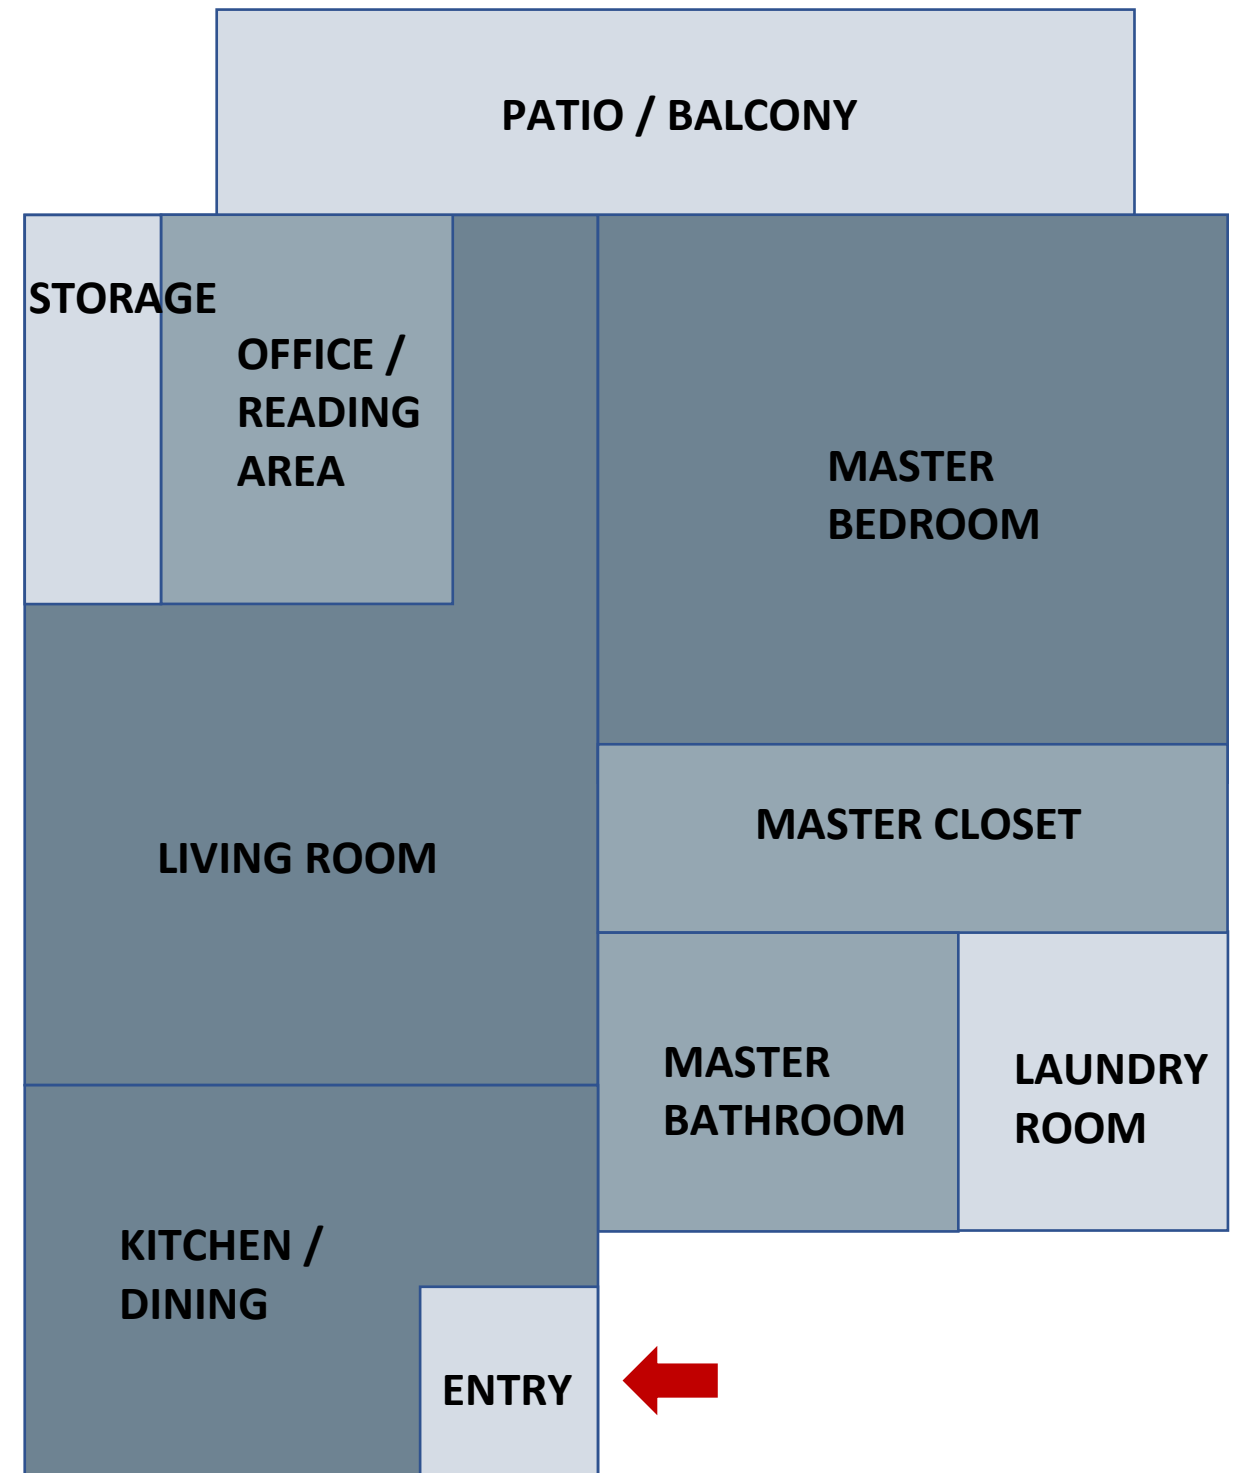 PATIO / BALCONY
STORAGE
OFFICE /
READING
AREA
MASTER
BEDROOM
MASTER CLOSET
LIVING ROOM
MASTER
BATHROOM
LAUNDRY
ROOM
KITCHEN /
DINING
ENTRY